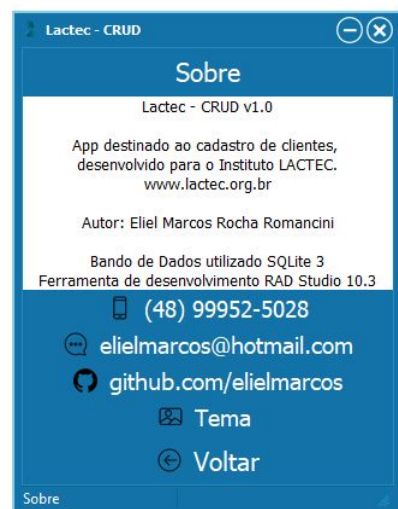 Lactec - CRUD
Sobre
Lactec - CRUD v1.0
App destinado ao cadastro de clientes,
desenvolvido para o Instituto LACTEC.
www.lactec.org.br
Autor: Eliel Marcos Rocha Romancini
Bando de Dados utilizado SQLite 3
Ferramenta de desenvolvimento RAD Studio 10.3
(48) 99952-5028
elielmarcos@hotmail.com
github.com/elielmarcos
Tema
Voltar
Sobre